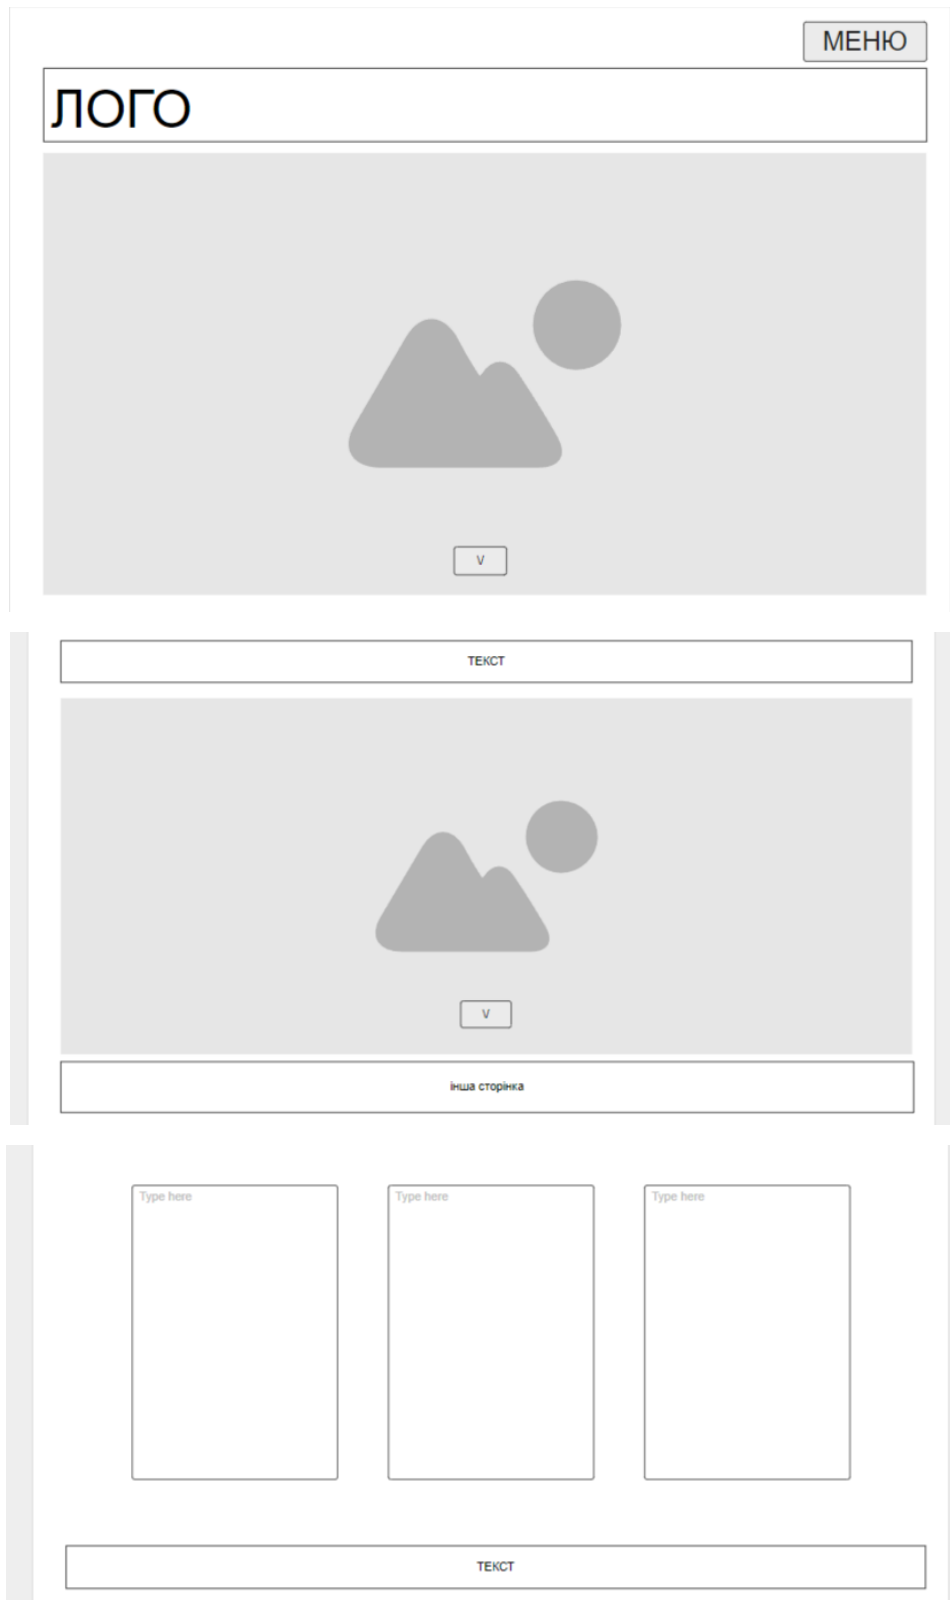 МЕНЮ
ЛОГО
V
ТЕКСТ
V
інша сторінка
Type here
Type here
Type here
ТЕКСТ